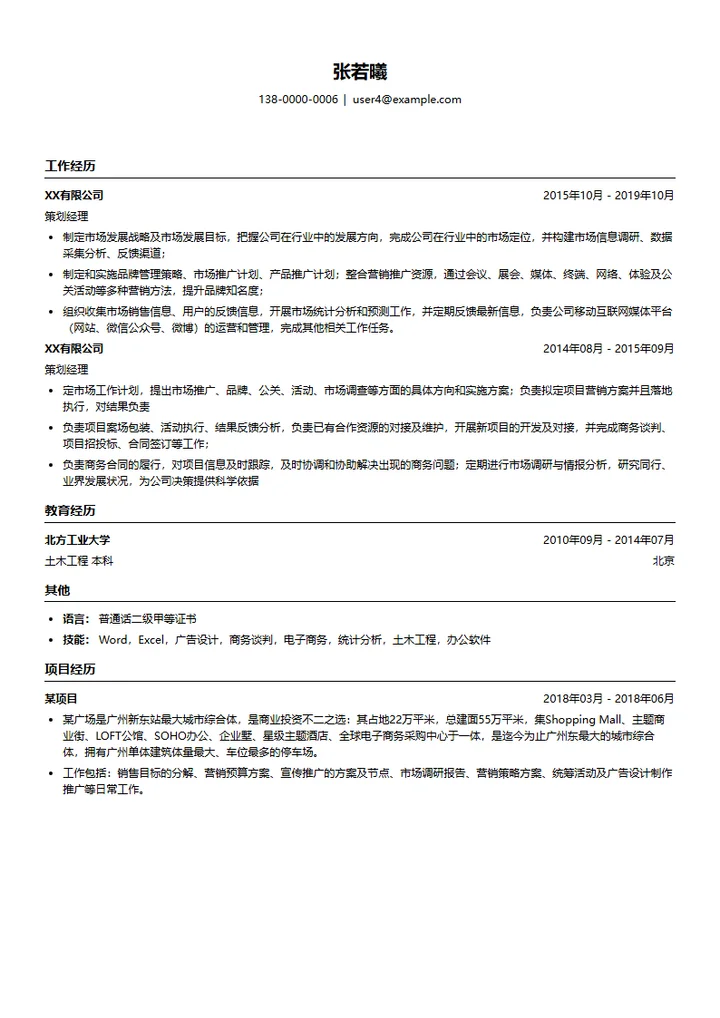 张若曦
138-0000-0006 | user4@example.com
工作经历
XX有限公司 2015年10月 - 2019年10月
策划经理
• 制定市场发展战略及市场发展目标，把握公司在行业中的发展方向，完成公司在行业中的市场定位，并构建市场信息调研、数据
采集分析、反馈渠道；
• 制定和实施品牌管理策略、市场推广计划、产品推广计划；整合营销推广资源，通过会议、展会、媒体、终端、网络、体验及公
关活动等多种营销方法，提升品牌知名度；
• 组织收集市场销售信息、用户的反馈信息，开展市场统计分析和预测工作，并定期反馈最新信息，负责公司移动互联网媒体平台
（网站、微信公众号、微博）的运营和管理，完成其他相关工作任务。
XX有限公司 2014年08月 - 2015年09月
策划经理
• 定市场工作计划，提出市场推广、品牌、公关、活动、市场调查等方面的具体方向和实施方案；负责拟定项目营销方案并且落地
执行，对结果负责
• 负责项目案场包装、活动执行、结果反馈分析，负责已有合作资源的对接及维护，开展新项目的开发及对接，并完成商务谈判、
项目招投标、合同签订等工作；
• 负责商务合同的履行，对项目信息及时跟踪，及时协调和协助解决出现的商务问题；定期进行市场调研与情报分析，研究同行、
业界发展状况，为公司决策提供科学依据
教育经历
北方工业大学 2010年09月 - 2014年07月
土木工程 本科 北京
其他
• 语言： 普通话二级甲等证书
• 技能： Word，Excel，广告设计，商务谈判，电子商务，统计分析，土木工程，办公软件
项目经历
某项目 2018年03月 - 2018年06月
• 某广场是广州新东站最大城市综合体，是商业投资不二之选：其占地22万平米，总建面55万平米，集Shopping Mall、主题商
业街、LOFT公馆、SOHO办公、企业墅、星级主题酒店、全球电子商务采购中心于一体，是迄今为止广州东最大的城市综合
体，拥有广州单体建筑体量最大、车位最多的停车场。
• 工作包括：销售目标的分解、营销预算方案、宣传推广的方案及节点、市场调研报告、营销策略方案、统筹活动及广告设计制作
推广等日常工作。